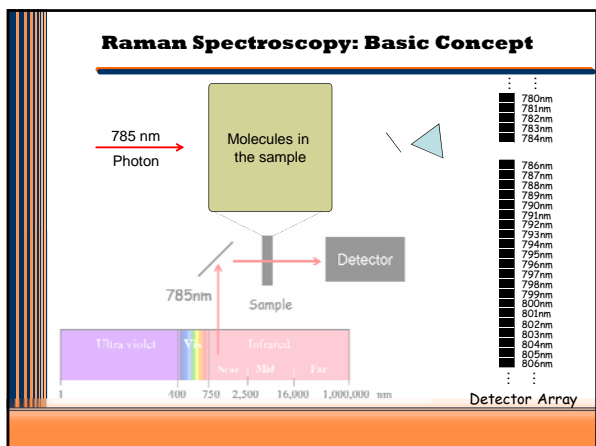 Raman Spectroscopy: Basic Concept
785 nm
Photon
Molecules in
the sample
⋮ ⋮
780nm
781nm
782nm
783nm
784nm
786nm
787nm
788nm
789nm
790nm
791nm
792nm
793nm
794nm
795nm
796nm
797nm
798nm
799nm
800nm
801nm
802nm
803nm
804nm
805nm
806nm
⋮ ⋮
Detector Array
Detector
785nm
Sample
Ultra violet Vis Infrared
Near Mid Far
1 400 750 2,500 16,000 1,000,000 nm